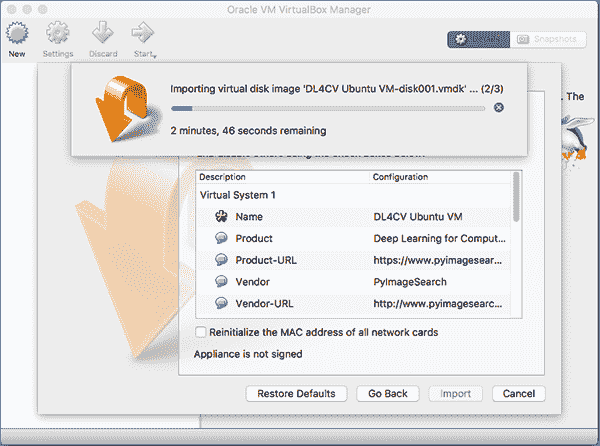 Oracle VM VirtualBox Manager
New Settings Discard Start
Snapshots
Importing virtual disk image 'DL4CV Ubuntu VM-disk001.vmdk' ... (2/3)
The
2 minutes, 46 seconds remaining
Description Configuration
Virtual System 1
Name DL4CV Ubuntu VM
Product Deep Learning for Comput...
Product-URL https://www.pyimagesear...
Vendor PyImageSearch
Vendor-URL http://www.pyimagesearc...
Reinitialize the MAC address of all network cards
Appliance is not signed
Restore Defaults Go Back Import Cancel